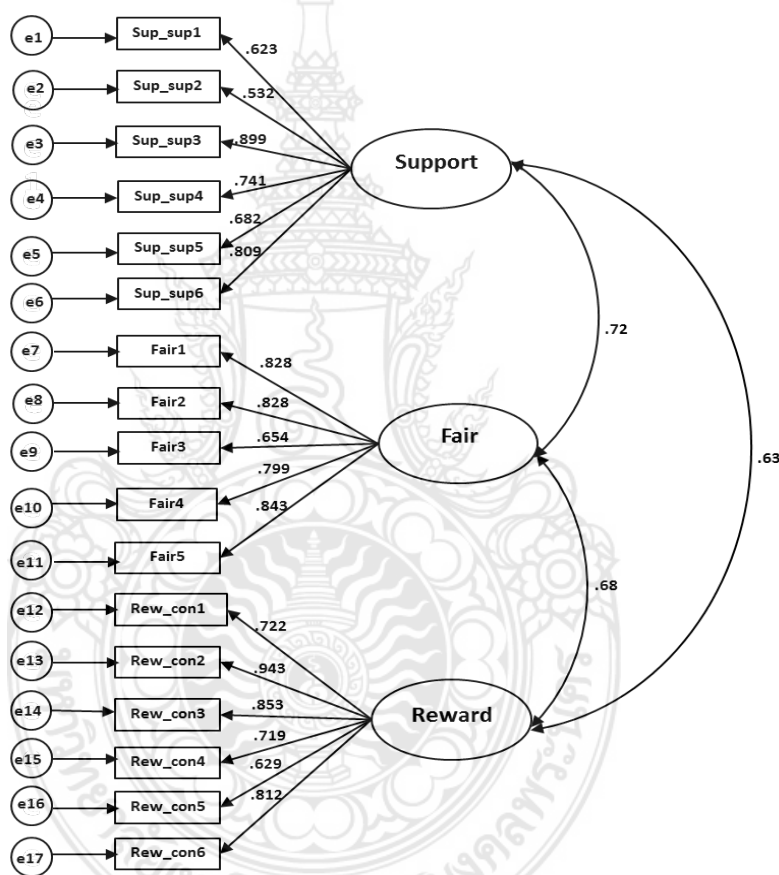 e1 Sup_sup1 .623
e2 Sup_sup2 .532
e3 Sup_sup3 .899 Support
e4 Sup_sup4 .741
e5 Sup_sup5 .682
e6 Sup_sup6 .809
e7 Fair1 .828 .72
e8 Fair2 .828
e9 Fair3 .654 Fair .63
e10 Fair4 .799
e11 Fair5 .843
e12 Rew_con1 .722 .68
e13 Rew_con2 .943
e14 Rew_con3 .853 Reward
e15 Rew_con4 .719
e16 Rew_con5 .629
e17 Rew_con6 .812